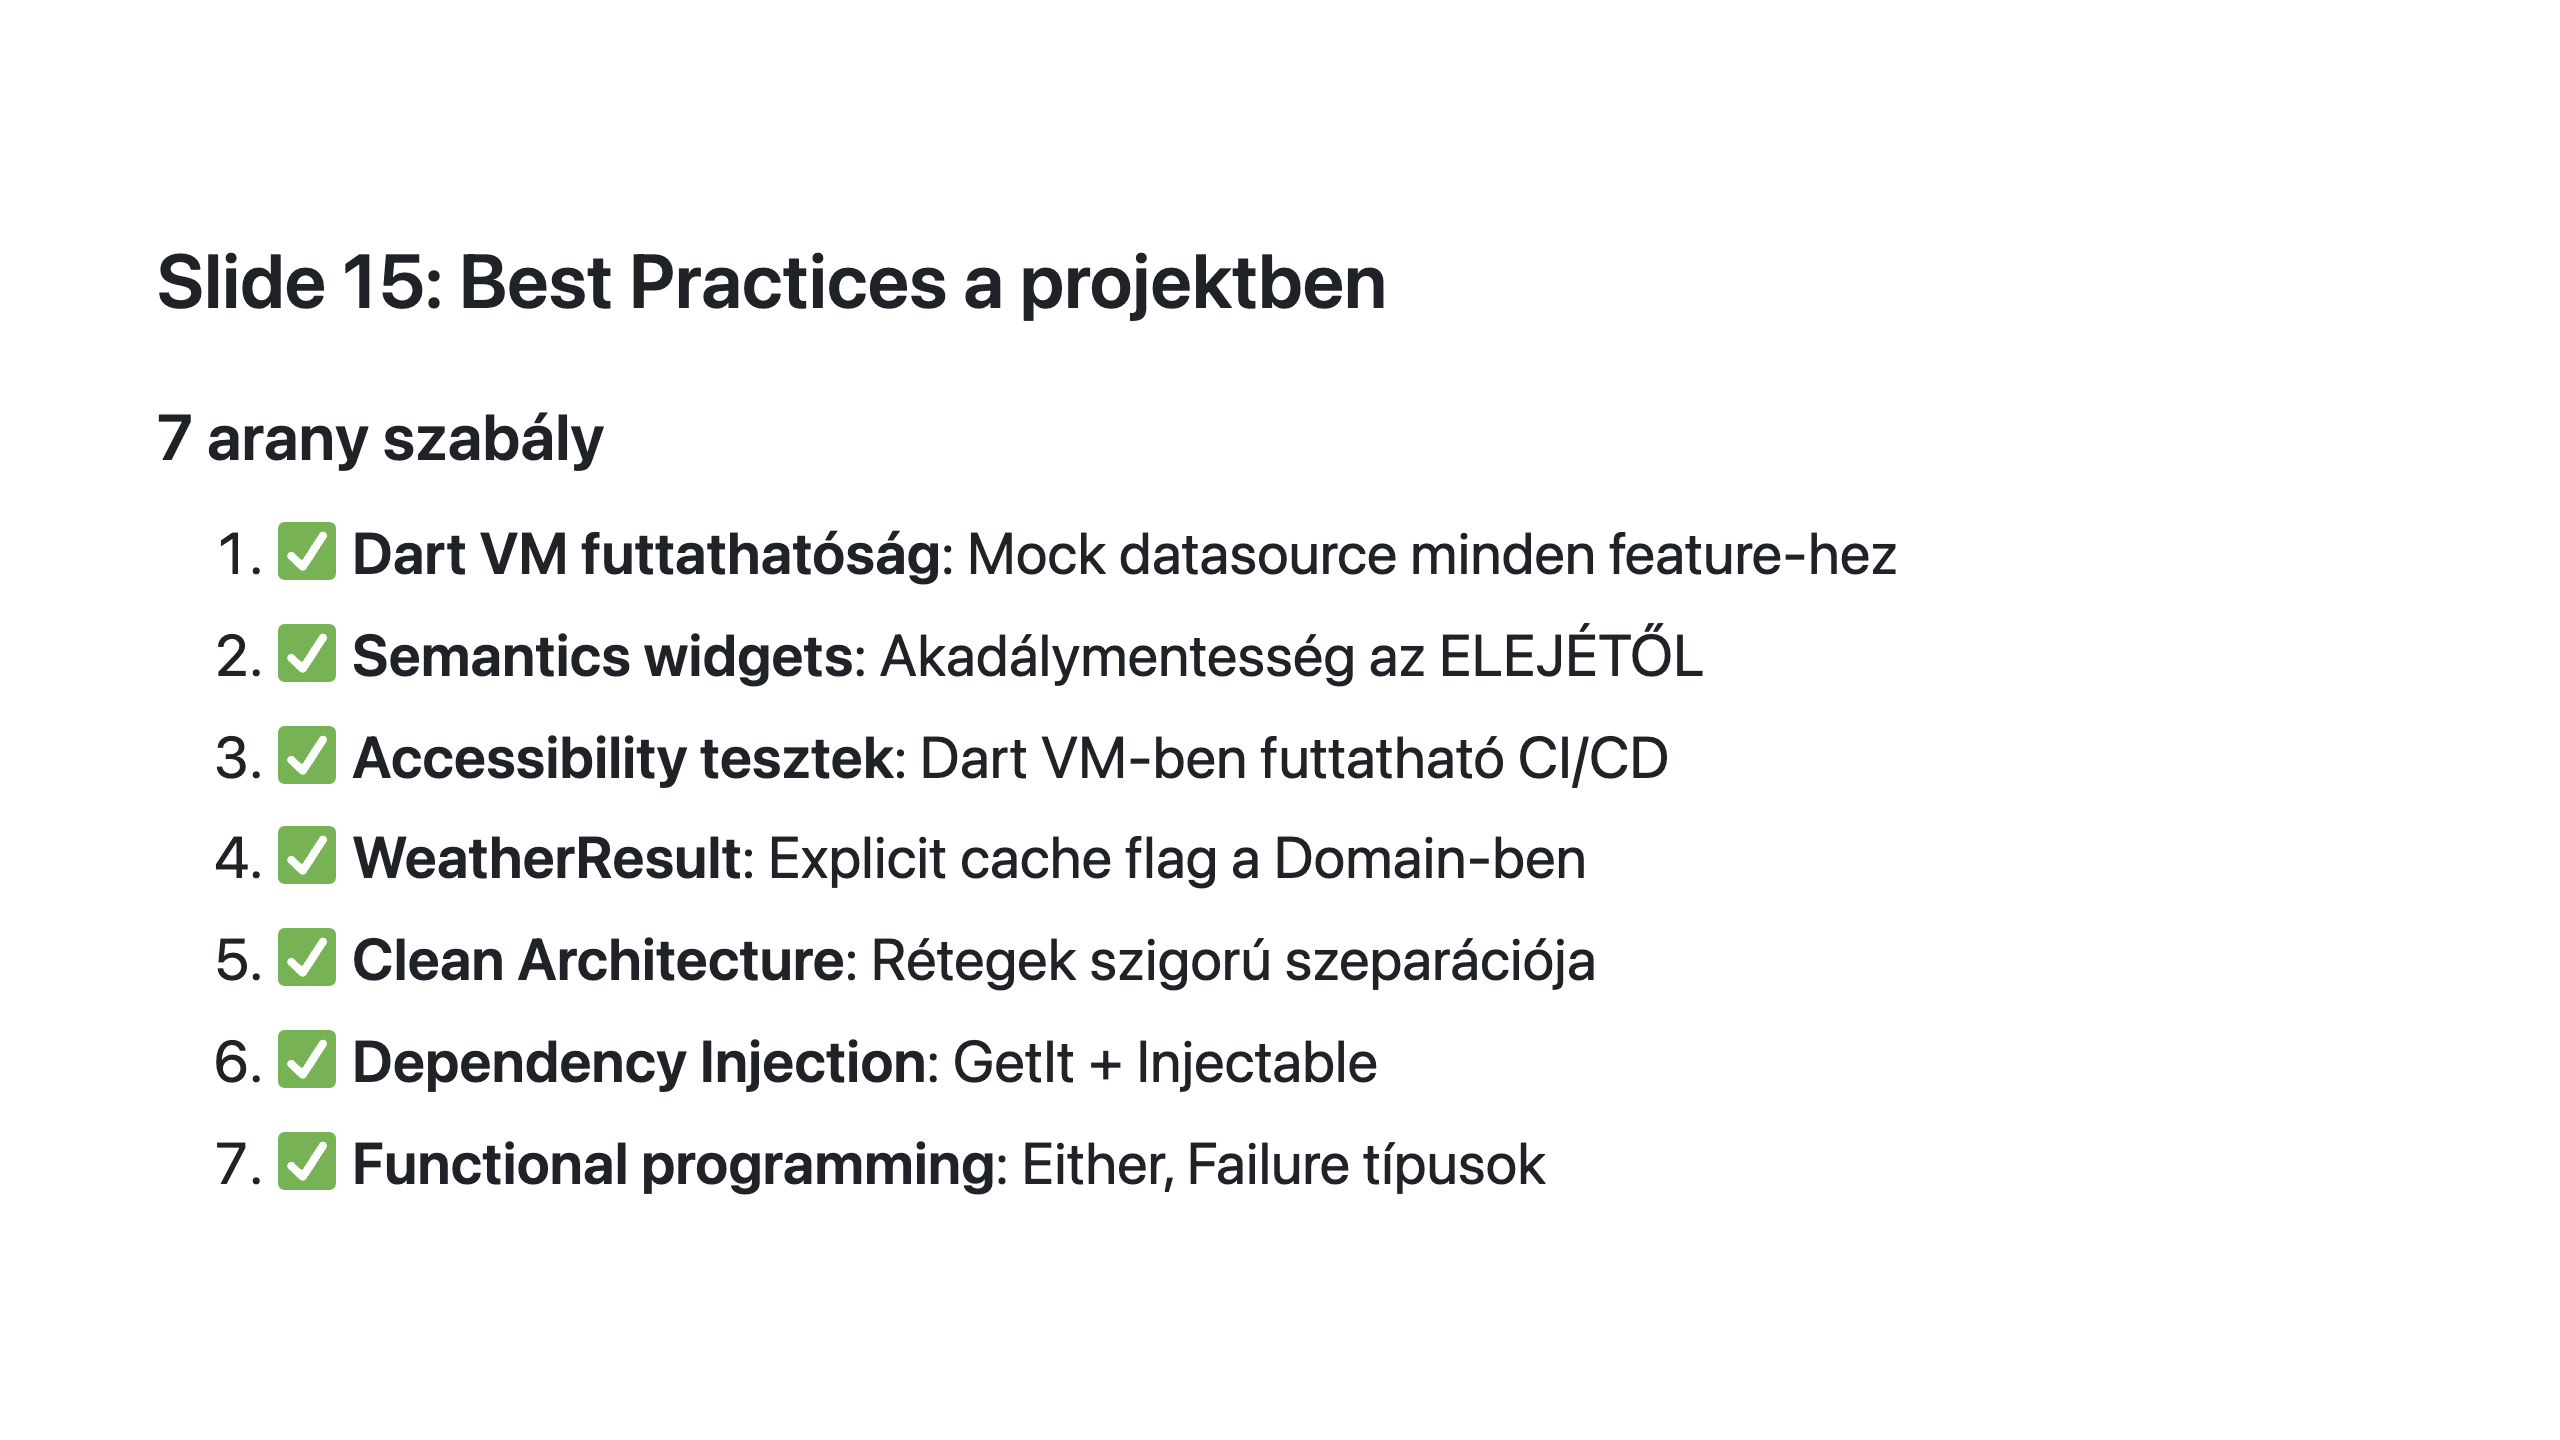 Slide 15: Best Practices a projektben
7 arany szabály
1. ✅ Dart VM futtathatóság: Mock datasource minden feature-hez
2. ✅ Semantics widgets: Akadálymentesség az ELEJÉTŐL
3. ✅ Accessibility tesztek: Dart VM-ben futtatható CI/CD
4. ✅ WeatherResult: Explicit cache flag a Domain-ben
5. ✅ Clean Architecture: Rétegek szigorú szeparációja
6. ✅ Dependency Injection: GetIt + Injectable
7. ✅ Functional programming: Either, Failure típusok